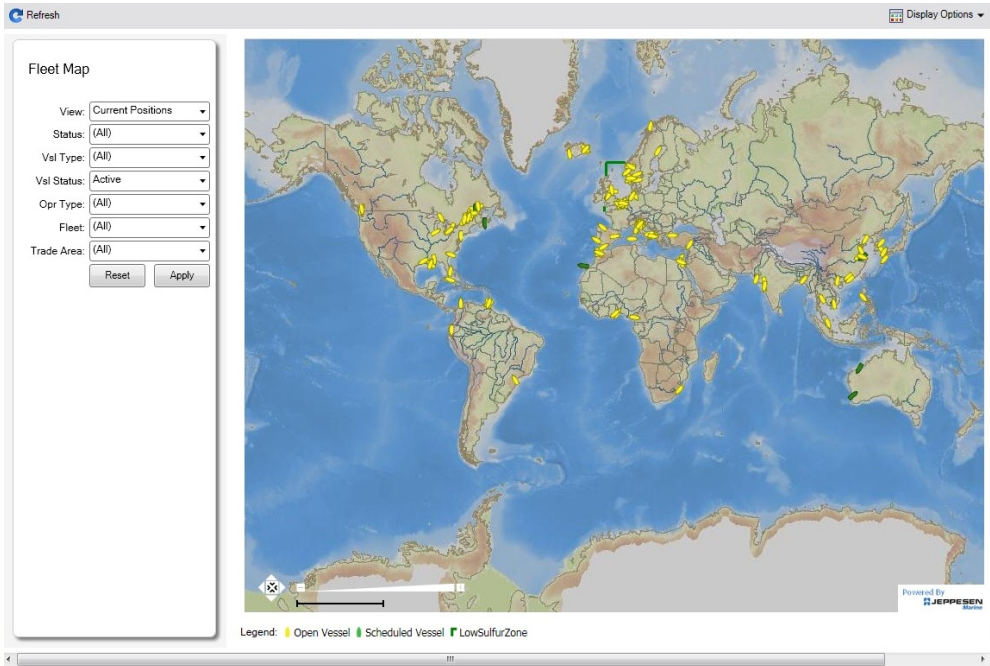 Refresh
Display Options
Fleet Map
View: Current Positions
Status: (All)
Vsl Type: (All)
Vsl Status: Active
Opr Type: (All)
Fleet: (All)
Trade Area: (All)
Reset Apply
Powered By
JEPPESEN
Marine
Legend: Open Vessel Scheduled Vessel LowSulfurZone